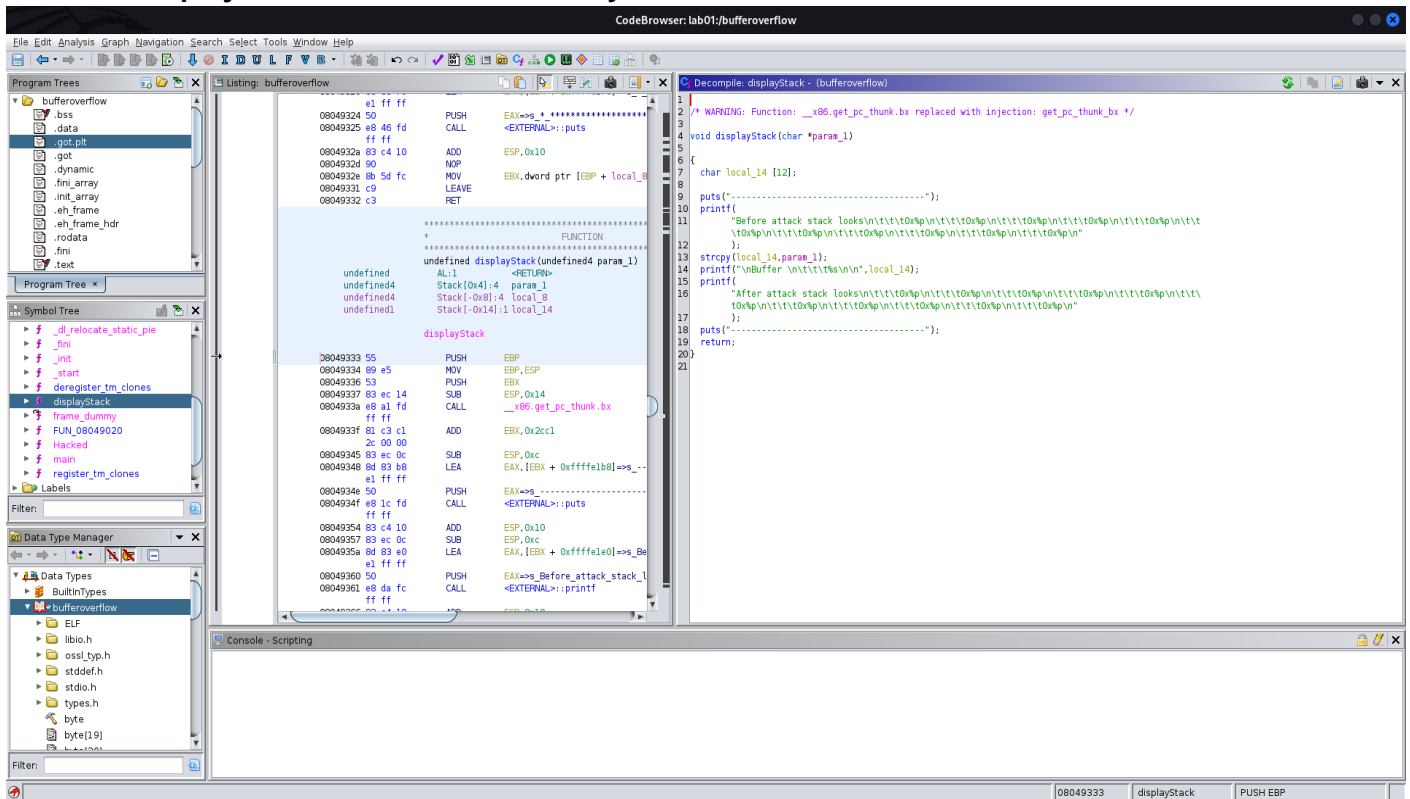 CodeBrowser: lab01:/bufferoverflow
File Edit Analysis Graph Navigation Search Select Tools Window Help
I D U L F V B
Program Trees
bufferoverflow
.bss
.data
.got.plt
.got
.dynamic
.fini_array
.init_array
.eh_frame
.eh_frame_hdr
.rodata
.fini
.text
Program Tree ×
Symbol Tree
f _dl_relocate_static_pie
f _fini
f _init
f _start
f deregister_tm_clones
f displayStack
f frame_dummy
f FUN_08049020
f Hacked
f main
f register_tm_clones
Labels
Filter:
Data Type Manager
Data Types
BuiltInTypes
bufferoverflow
ELF
libio.h
ossl_typ.h
stddef.h
stdio.h
types.h
byte
byte[19]
Filter:
Listing: bufferoverflow
e1 ff ff
08049324 50 PUSH EAX=>s_*_*******************
08049325 e8 46 fd CALL <EXTERNAL>::puts
ff ff
0804932a 83 c4 10 ADD ESP,0x10
0804932d 90 NOP
0804932e 8b 5d fc MOV EBX,dword ptr [EBP + local_8
08049331 c9 LEAVE
08049332 c3 RET
* FUNCTION
undefined displayStack(undefined4 param_1)
undefined AL:1 <RETURN>
undefined4 Stack[0x4]:4 param_1
undefined4 Stack[-0x8]:4 local_8
undefined1 Stack[-0x14]:1 local_14
displayStack
08049333 55 PUSH EBP
08049334 89 e5 MOV EBP,ESP
08049336 53 PUSH EBX
08049337 83 ec 14 SUB ESP,0x14
0804933a e8 a1 fd CALL __x86.get_pc_thunk.bx
ff ff
0804933f 81 c3 c1 ADD EBX,0x2cc1
2c 00 00
08049345 83 ec 0c SUB ESP,0xc
08049348 8d 83 b8 LEA EAX,[EBX + 0xffffe1b8]=>s_--
e1 ff ff
0804934e 50 PUSH EAX=>s_---------------------
0804934f e8 1c fd CALL <EXTERNAL>::puts
ff ff
08049354 83 c4 10 ADD ESP,0x10
08049357 83 ec 0c SUB ESP,0xc
0804935a 8d 83 e0 LEA EAX,[EBX + 0xffffe1e0]=>s_Be
e1 ff ff
08049360 50 PUSH EAX=>s_Before_attack_stack_l
08049361 e8 da fc CALL <EXTERNAL>::printf
ff ff
Decompile: displayStack - (bufferoverflow)
1
2 /* WARNING: Function: __x86.get_pc_thunk.bx replaced with injection: get_pc_thunk_bx */
3
4 void displayStack(char *param_1)
5
6 {
7 char local_14 [12];
8
9 puts("--------------------------------------");
10 printf(
11 "Before attack stack looks\n\t\t\t0x%p\n\t\t\t0x%p\n\t\t\t0x%p\n\t\t\t0x%p\n\t\t\t0x%p\n\t\t
\t0x%p\n\t\t\t0x%p\n\t\t\t0x%p\n\t\t\t0x%p\n\t\t\t0x%p\n"
12 );
13 strcpy(local_14,param_1);
14 printf("\nBuffer \n\t\t\t%s\n\n",local_14);
15 printf(
16 "After attack stack looks\n\t\t\t0x%p\n\t\t\t0x%p\n\t\t\t0x%p\n\t\t\t0x%p\n\t\t\t0x%p\n\t\t\
t0x%p\n\t\t\t0x%p\n\t\t\t0x%p\n\t\t\t0x%p\n\t\t\t0x%p\n"
17 );
18 puts("--------------------------------------");
19 return;
20 }
21
Console - Scripting
08049333 displayStack PUSH EBP